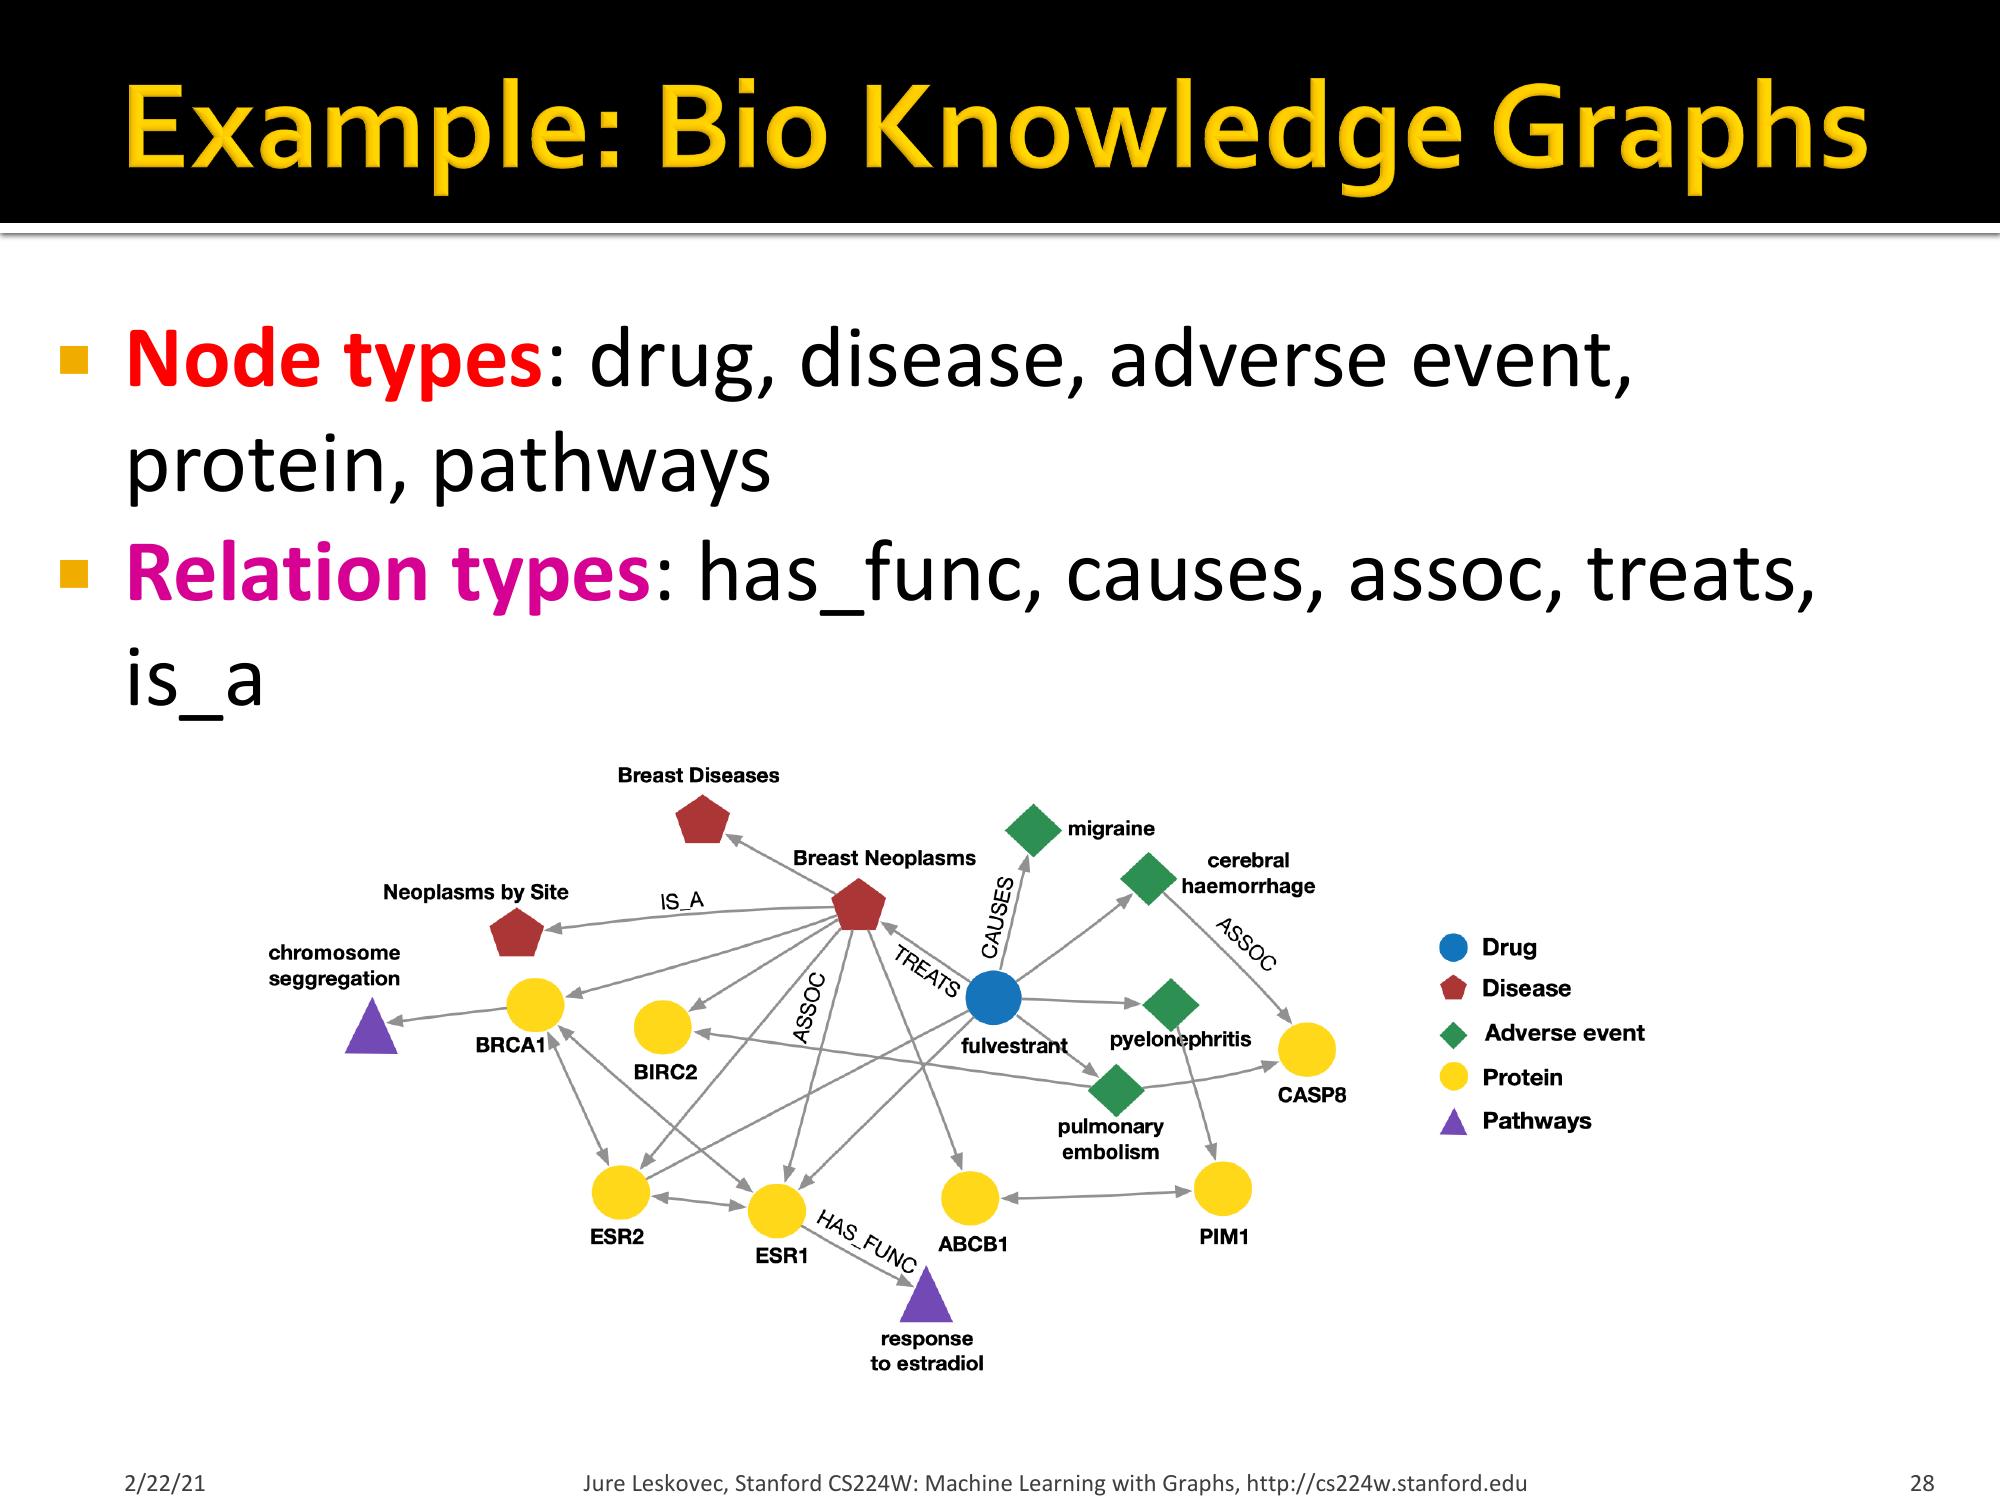 Example: Bio Knowledge Graphs
Node types: drug, disease, adverse event,
protein, pathways
Relation types: has_func, causes, assoc, treats,
is_a
Breast Diseases
migraine
Breast Neoplasms
cerebral
haemorrhage
Neoplasms by Site
IS_A
CAUSES
ASSOC
chromosome
seggregation
TREATS
ASSOC
BRCA1
BIRC2
fulvestrant
pyelonephritis
CASP8
pulmonary
embolism
ESR2
ESR1
HAS_FUNC
ABCB1
PIM1
response
to estradiol
Drug
Disease
Adverse event
Protein
Pathways
2/22/21
Jure Leskovec, Stanford CS224W: Machine Learning with Graphs, http://cs224w.stanford.edu
28